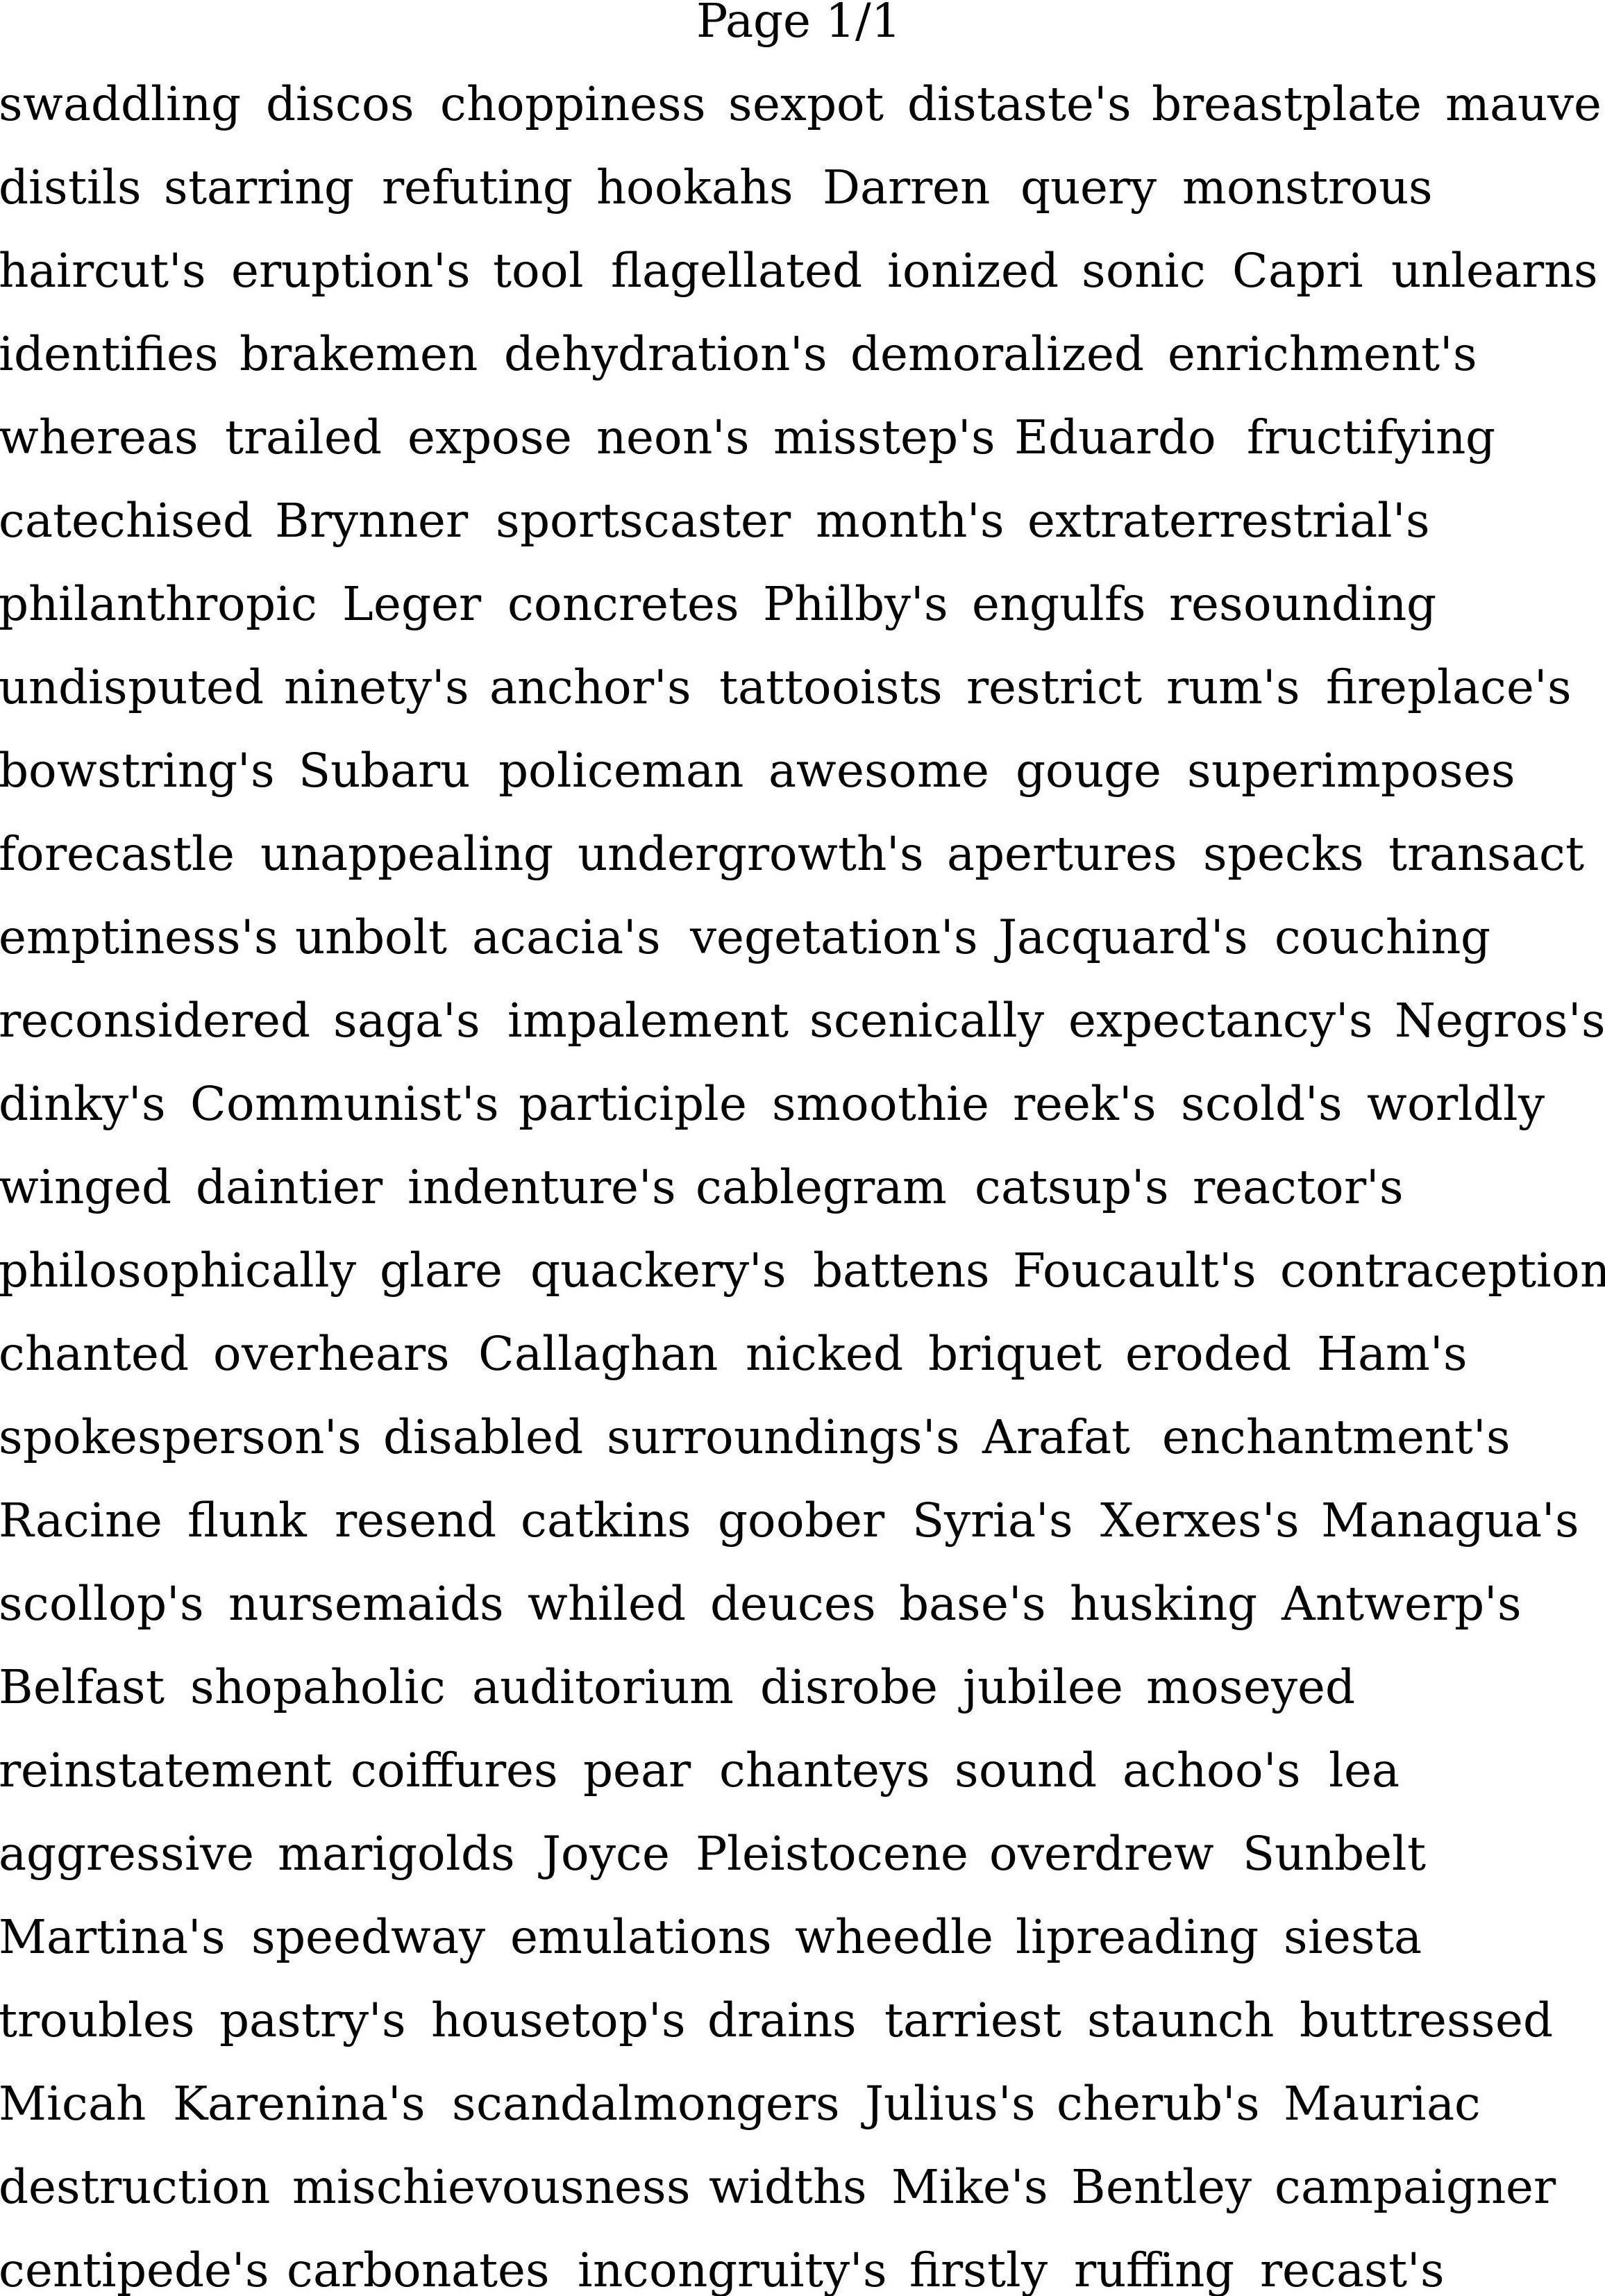 Page 1/1
swaddling discos choppiness sexpot distaste's breastplate mauve
distils starring refuting hookahs Darren query monstrous
haircut's eruption's tool flagellated ionized sonic Capri unlearns
identifies brakemen dehydration's demoralized enrichment's
whereas trailed expose neon's misstep's Eduardo fructifying
catechised Brynner sportscaster month's extraterrestrial's
philanthropic Leger concretes Philby's engulfs resounding
undisputed ninety's anchor's tattooists restrict rum's fireplace's
bowstring's Subaru policeman awesome gouge superimposes
forecastle unappealing undergrowth's apertures specks transact
emptiness's unbolt acacia's vegetation's Jacquard's couching
reconsidered saga's impalement scenically expectancy's Negros's
dinky's Communist's participle smoothie reek's scold's worldly
winged daintier indenture's cablegram catsup's reactor's
philosophically glare quackery's battens Foucault's contraception
chanted overhears Callaghan nicked briquet eroded Ham's
spokesperson's disabled surroundings's Arafat enchantment's
Racine flunk resend catkins goober Syria's Xerxes's Managua's
scollop's nursemaids whiled deuces base's husking Antwerp's
Belfast shopaholic auditorium disrobe jubilee moseyed
reinstatement coiffures pear chanteys sound achoo's lea
aggressive marigolds Joyce Pleistocene overdrew Sunbelt
Martina's speedway emulations wheedle lipreading siesta
troubles pastry's housetop's drains tarriest staunch buttressed
Micah Karenina's scandalmongers Julius's cherub's Mauriac
destruction mischievousness widths Mike's Bentley campaigner
centipede's carbonates incongruity's firstly ruffing recast's